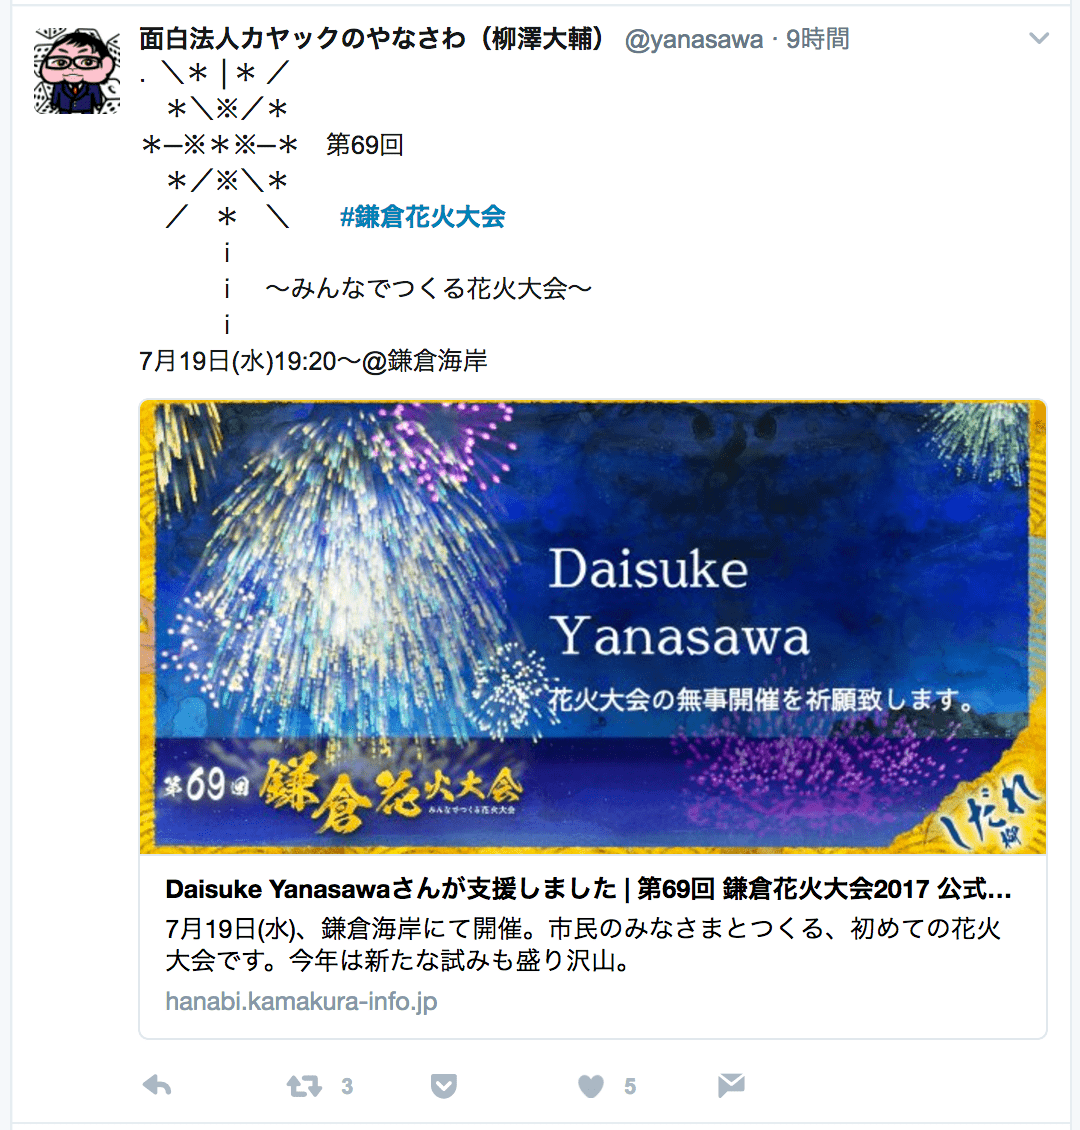 面白法人カヤックのやなさわ（柳澤大輔） @yanasawa · 9時間
. ＼＊｜＊／
＊＼※／＊
＊─※＊※─＊　第69回
＊／※＼＊
／　＊　＼　　#鎌倉花火大会
i
i　〜みんなでつくる花火大会〜
i
7月19日(水)19:20〜@鎌倉海岸
Daisuke
Yanasawa
花火大会の無事開催を祈願致します。
第69回 鎌倉花火大会
みんなでつくる花火大会
しだれ柳
Daisuke Yanasawaさんが支援しました | 第69回 鎌倉花火大会2017 公式...
7月19日(水)、鎌倉海岸にて開催。市民のみなさまとつくる、初めての花火
大会です。今年は新たな試みも盛り沢山。
hanabi.kamakura-info.jp
3
5